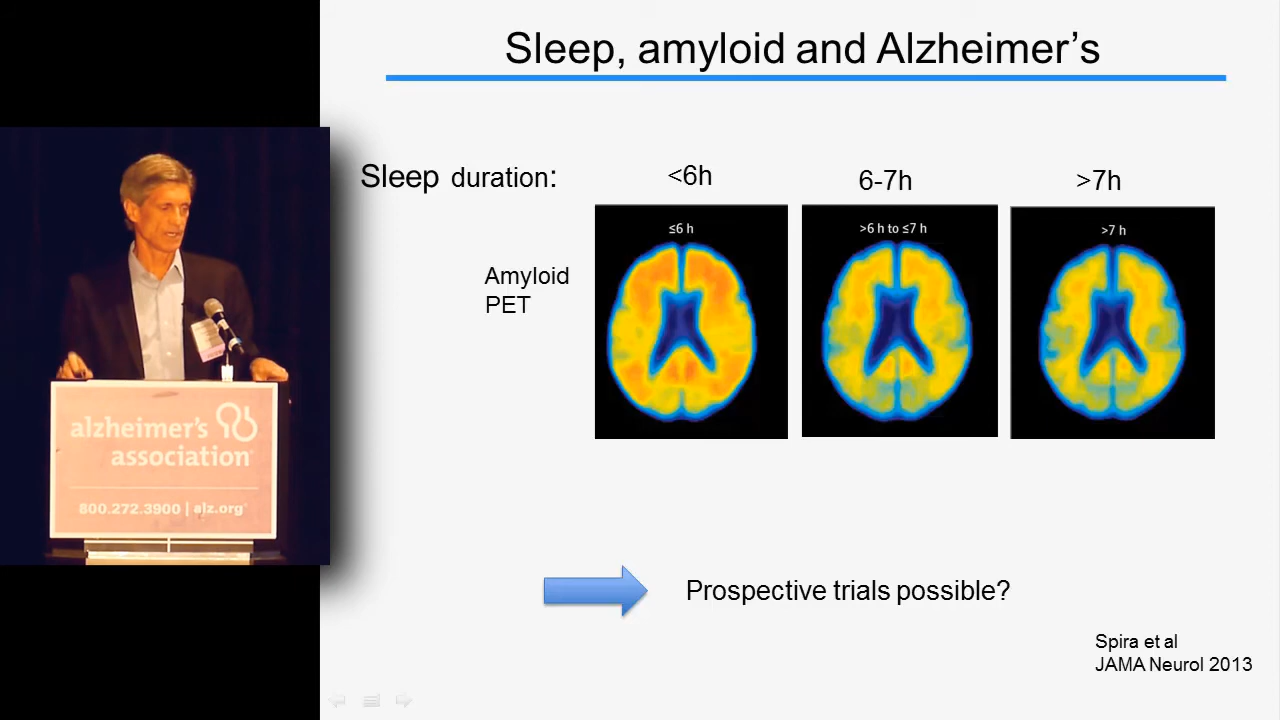 Sleep, amyloid and Alzheimer's
Sleep duration:
<6h
6-7h
>7h
≤6 h
>6 h to ≤7 h
>7 h
Amyloid
PET
alzheimer's
association
800.272.3900 | alz.org
Prospective trials possible?
Spira et al
JAMA Neurol 2013